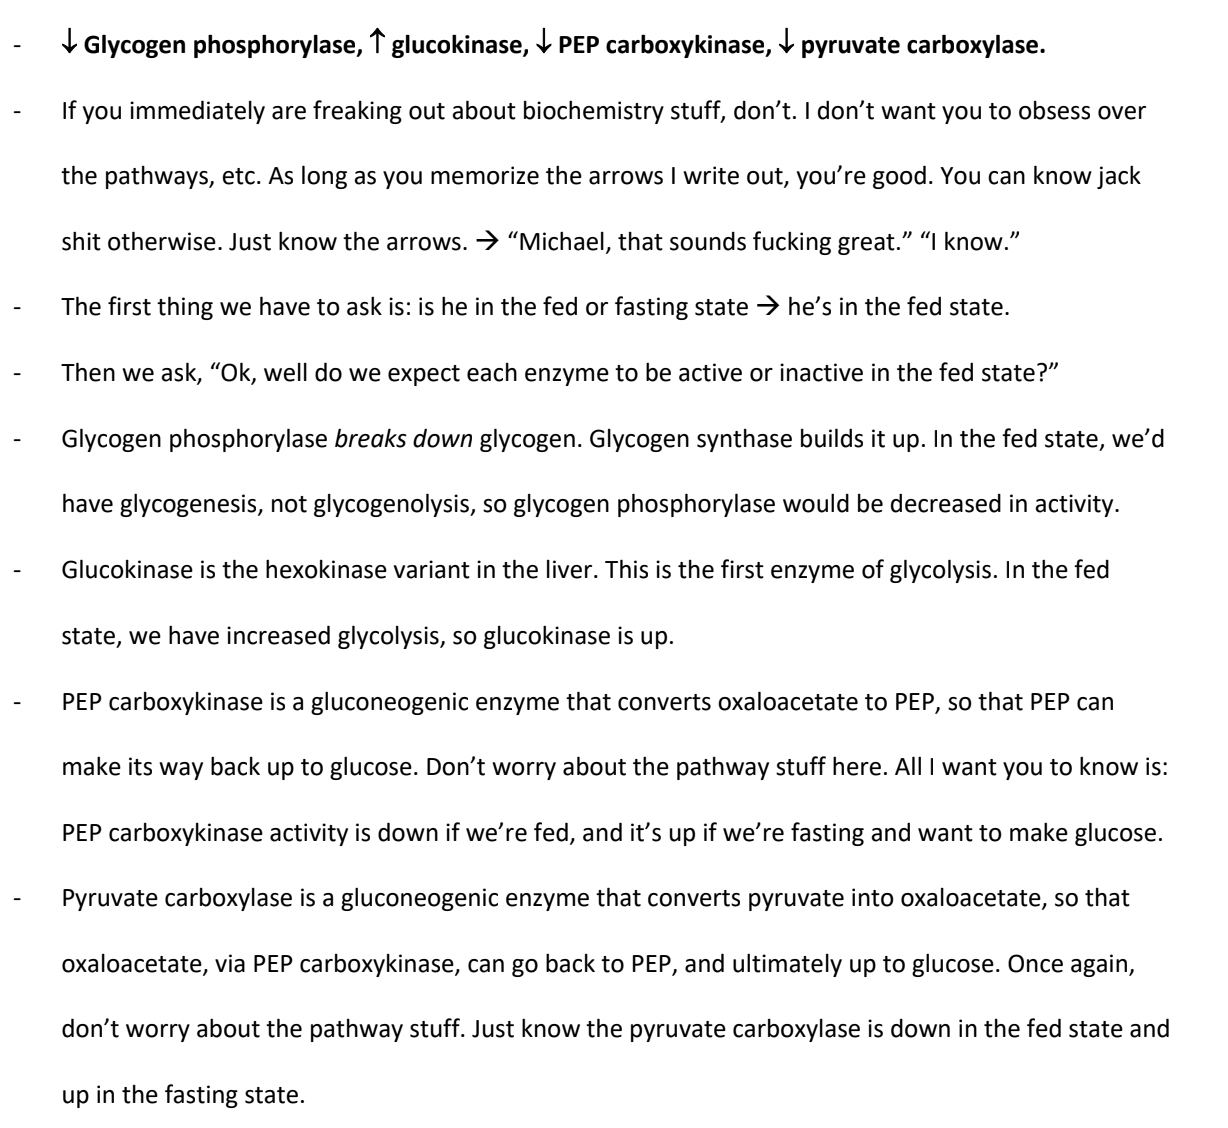 - ↓ Glycogen phosphorylase, ↑ glucokinase, ↓ PEP carboxykinase, ↓ pyruvate carboxylase.
- If you immediately are freaking out about biochemistry stuff, don’t. I don’t want you to obsess over
the pathways, etc. As long as you memorize the arrows I write out, you’re good. You can know jack
shit otherwise. Just know the arrows. → “Michael, that sounds fucking great.” “I know.”
- The first thing we have to ask is: is he in the fed or fasting state → he’s in the fed state.
- Then we ask, “Ok, well do we expect each enzyme to be active or inactive in the fed state?”
- Glycogen phosphorylase breaks down glycogen. Glycogen synthase builds it up. In the fed state, we’d
have glycogenesis, not glycogenolysis, so glycogen phosphorylase would be decreased in activity.
- Glucokinase is the hexokinase variant in the liver. This is the first enzyme of glycolysis. In the fed
state, we have increased glycolysis, so glucokinase is up.
- PEP carboxykinase is a gluconeogenic enzyme that converts oxaloacetate to PEP, so that PEP can
make its way back up to glucose. Don’t worry about the pathway stuff here. All I want you to know is:
PEP carboxykinase activity is down if we’re fed, and it’s up if we’re fasting and want to make glucose.
- Pyruvate carboxylase is a gluconeogenic enzyme that converts pyruvate into oxaloacetate, so that
oxaloacetate, via PEP carboxykinase, can go back to PEP, and ultimately up to glucose. Once again,
don’t worry about the pathway stuff. Just know the pyruvate carboxylase is down in the fed state and
up in the fasting state.